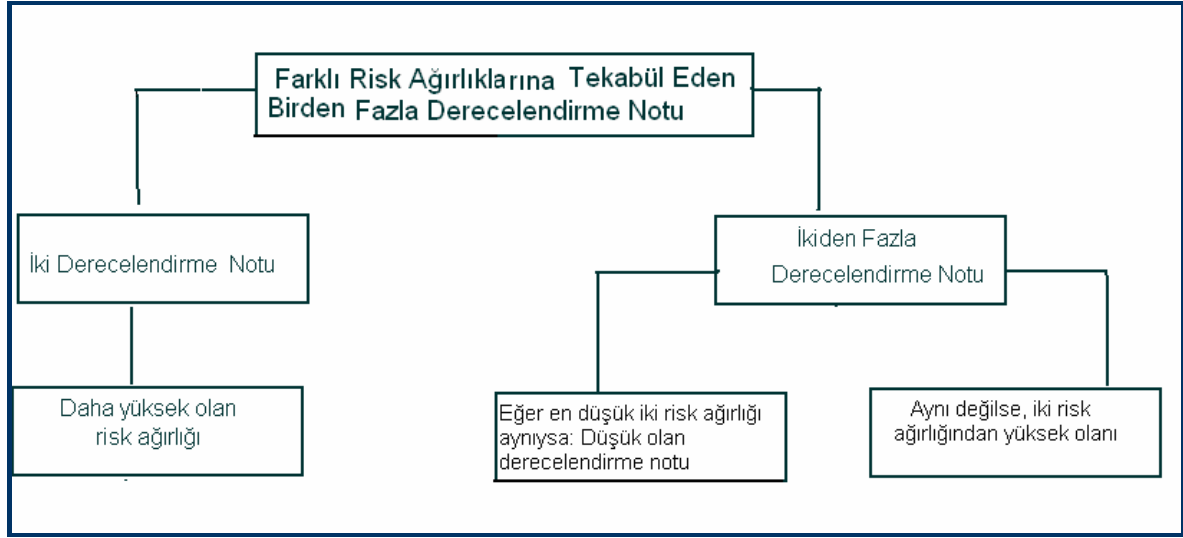 Farklı Risk Ağırlıklarına Tekabül Eden
Birden Fazla Derecelendirme Notu
İki Derecelendirme Notu
İkiden Fazla
Derecelendirme Notu
Daha yüksek olan
risk ağırlığı
Eğer en düşük iki risk ağırlığı
aynıysa: Düşük olan
derecelendirme notu
Aynı değilse, iki risk
ağırlığından yüksek olanı